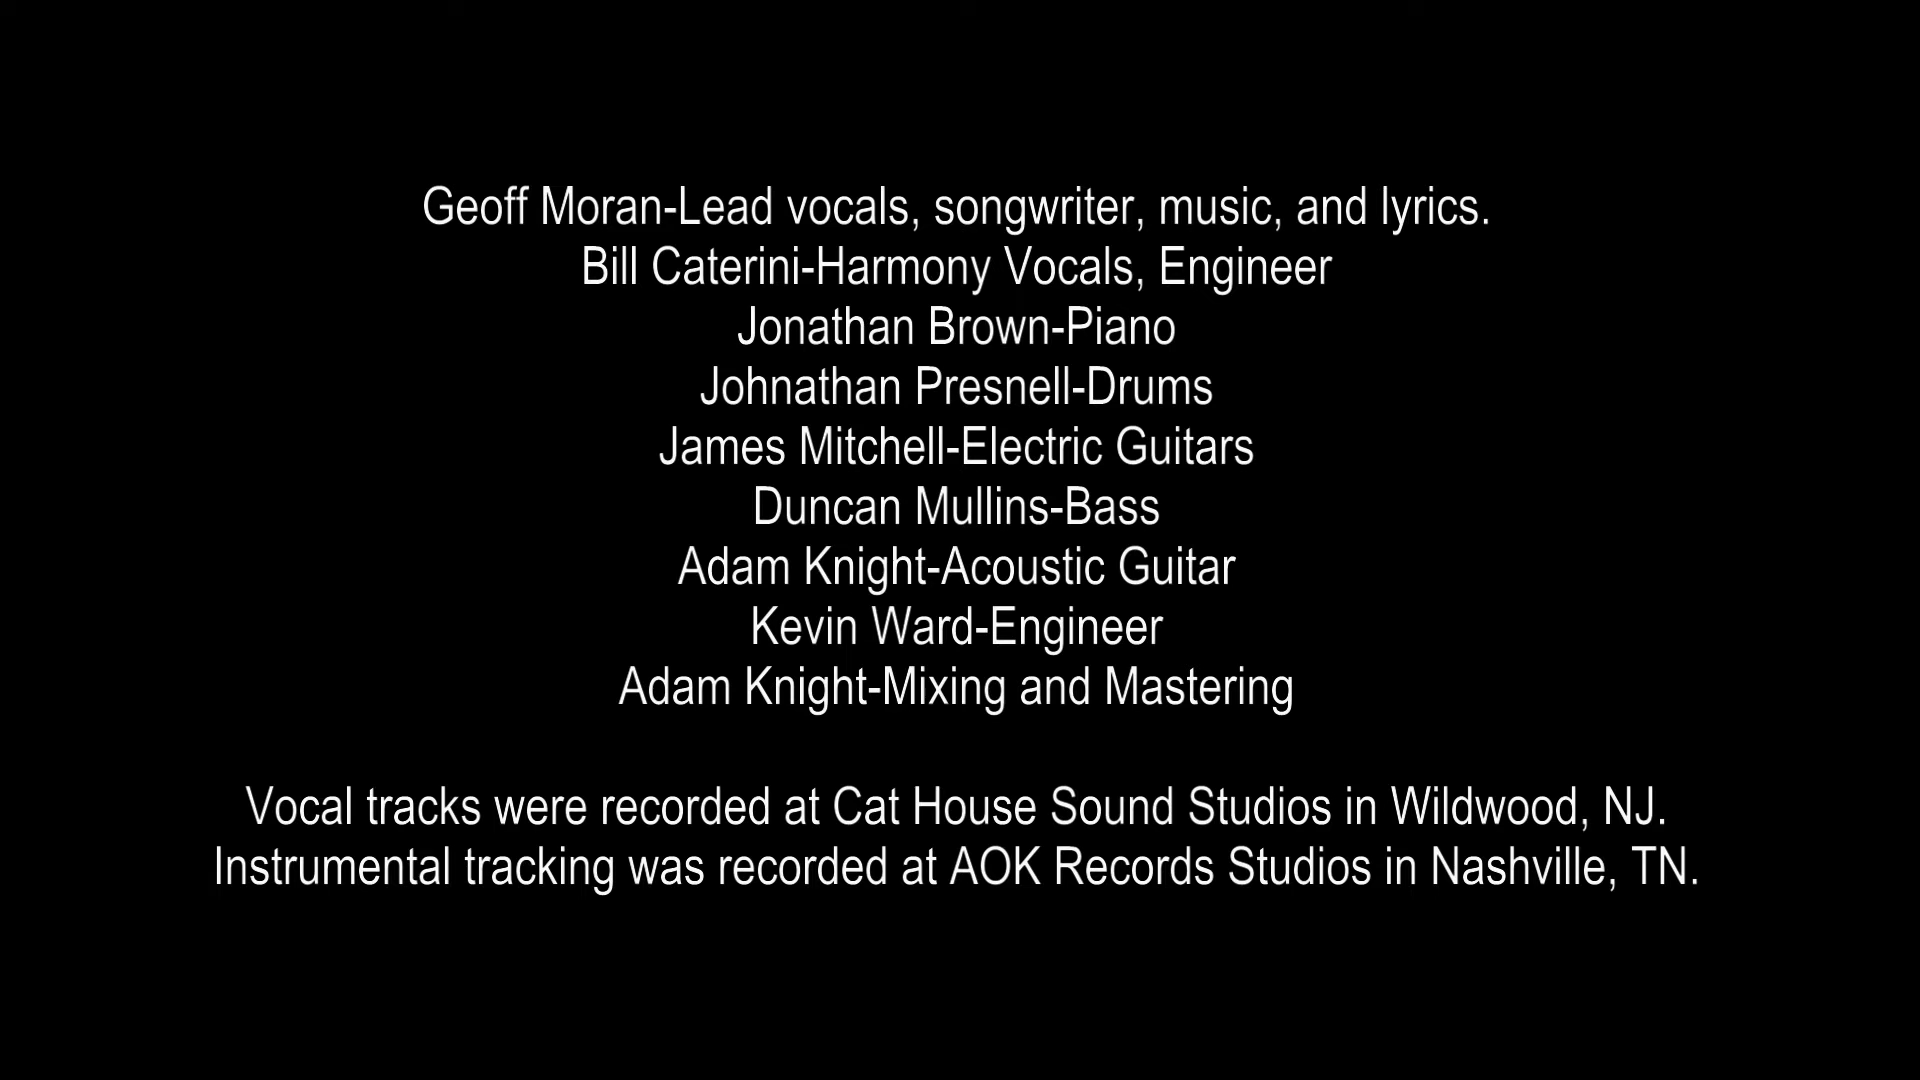 Geoff Moran-Lead vocals, songwriter, music, and lyrics.
Bill Caterini-Harmony Vocals, Engineer
Jonathan Brown-Piano
Johnathan Presnell-Drums
James Mitchell-Electric Guitars
Duncan Mullins-Bass
Adam Knight-Acoustic Guitar
Kevin Ward-Engineer
Adam Knight-Mixing and Mastering
Vocal tracks were recorded at Cat House Sound Studios in Wildwood, NJ.
Instrumental tracking was recorded at AOK Records Studios in Nashville, TN.